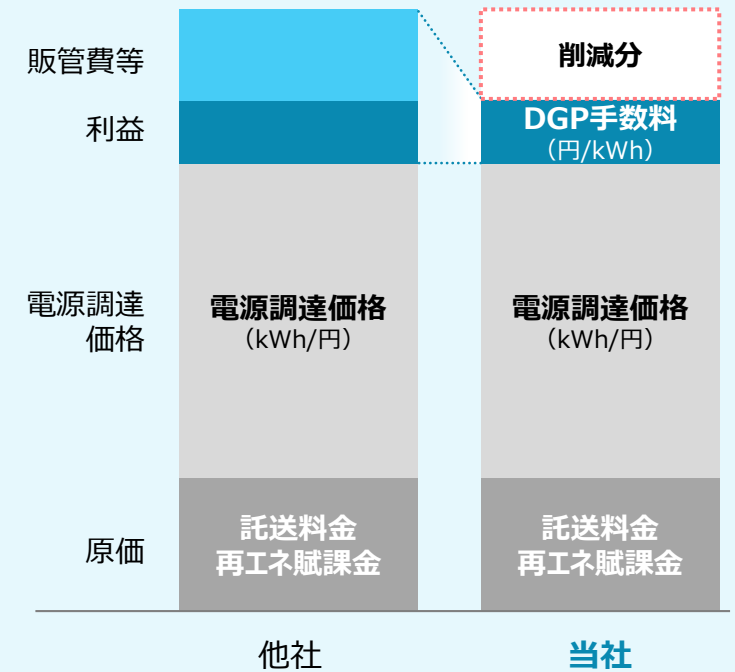 販管費等
利益
電源調達
価格
原価
電源調達価格
（kWh/円）
託送料金
再エネ賦課金
他社
削減分
DGP手数料
（円/kWh）
電源調達価格
（kWh/円）
託送料金
再エネ賦課金
当社